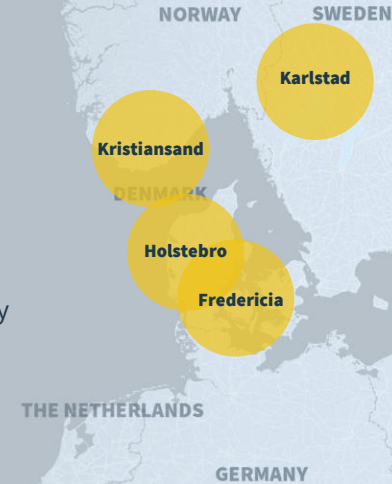 NORWAY
SWEDEN
Karlstad
Kristiansand
DENMARK
Holstebro
Fredericia
y
THE NETHERLANDS
GERMANY